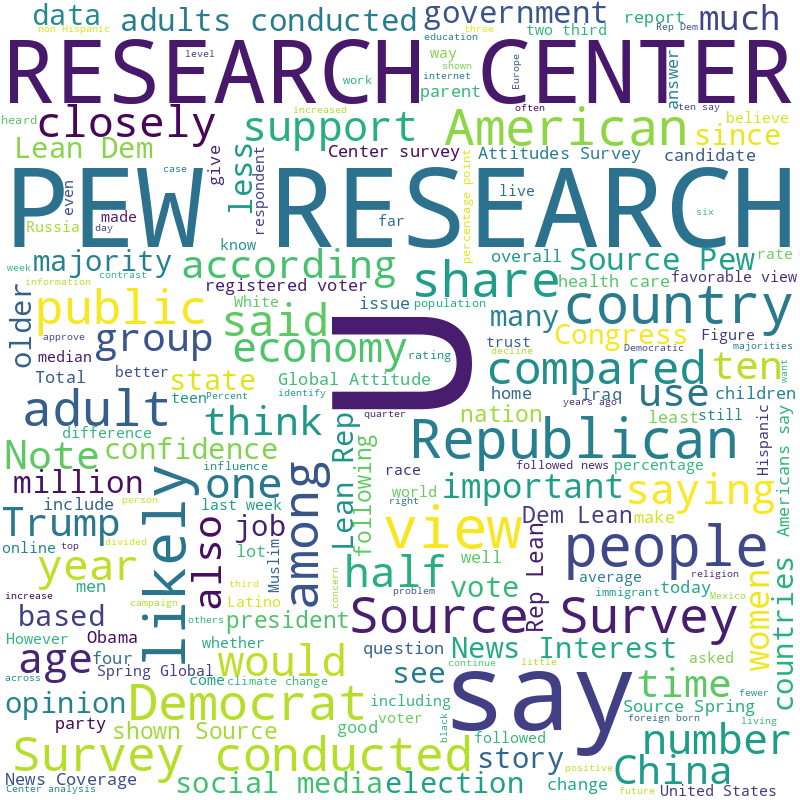 data
adults conducted
government
much
non Hispanic
three
two third
report
Rep Dem
education
RESEARCH CENTER
level
way
shown
internet
work
parent
Europe
answer
increased
often
ten say
heard
closely
support
American
since
believe
Lean Dem
less
give
respondent
Center survey
Attitudes Survey
candidate
percentage point
case
PEW RESEARCH
even
made
day
Russia
far
live
six
know
week
majority
information
contrast
according
registered voter
share
overall
Source Pew
rate
health care
favorable view
country
older
public
White
issue
population
many
said
U
group
approve
economy
rating
trust
Congress
Figure
Democratic
majorities
decline
median
better
Total
teen
Percent
state
Global Attitude
identify
compared
ten
want
home
Iraq
use
children
years ago
adult
quarter
think
nation
least
still
difference
Note
confidence
Lean Rep
following
Republican
Hispanic
Americans say
influence
race
followed news
percentage
million
one
among
world
important
saying
include
last week
person
right
Trump
likely
also
job
view
Dem Lean
make
online
top
divided
lot
well
people
year
third
Muslim
concern
half
vote
Rep Lean
average
religion
men
problem
immigrant
today
Mexico
women
countries
increase
based
campaign
Latino
president
Source Survey
However
Obama
others
whether
question
News Interest
asked
age
four
would
see
across
Spring Global
come
climate change
continue
little
time
fewer
opinion
Democrat
including
say
Source Spring
living
party
shown Source
good
voter
black
followed
foreign born
number
Survey conducted
story
China
News Coverage
social media
election
change
positive
United States
Center analysis
future